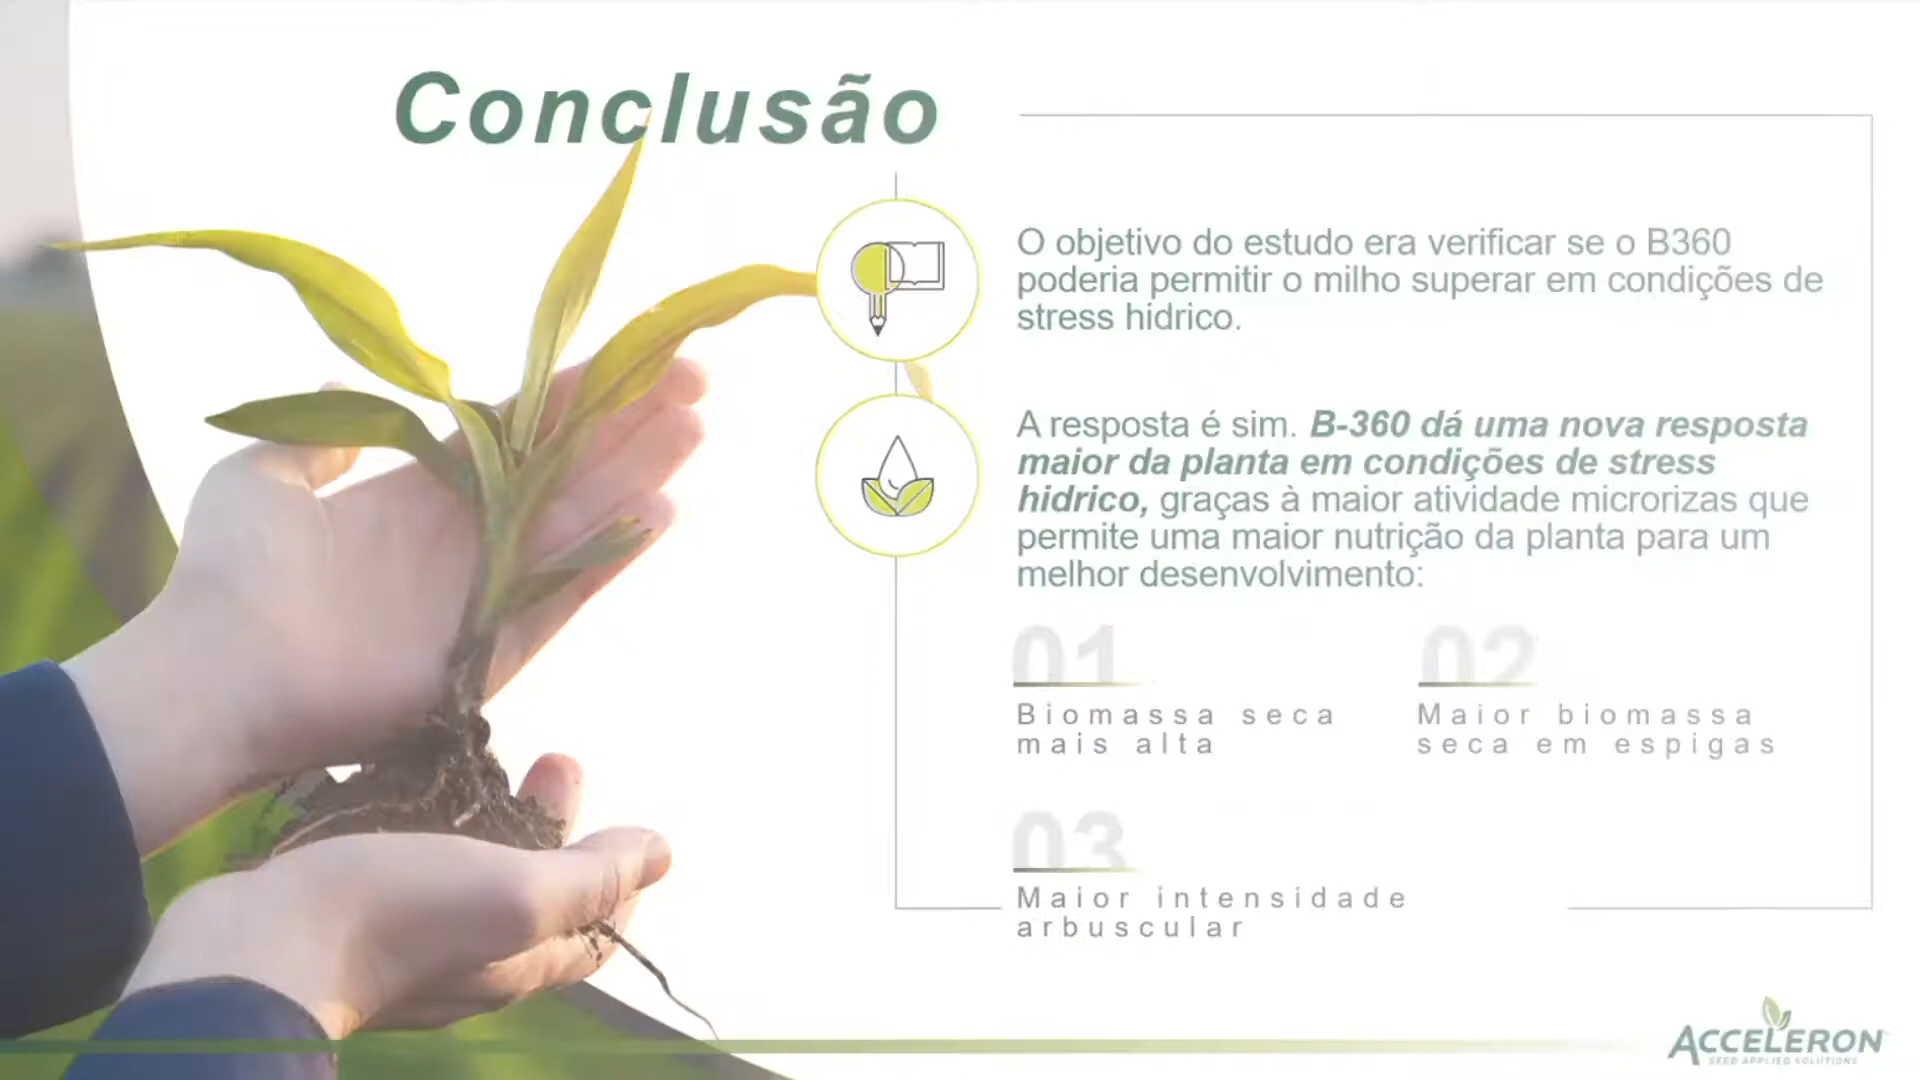 Conclusão
O objetivo do estudo era verificar se o B360
poderia permitir o milho superar em condições de
stress hidrico.
A resposta é sim. B-360 dá uma nova resposta
maior da planta em condições de stress
hidrico, graças à maior atividade microrizas que
permite uma maior nutrição da planta para um
melhor desenvolvimento:
01
Biomassa seca
mais alta
02
Maior biomassa
seca em espigas
03
Maior intensidade
arbuscular
ACCELERON
SEED APPLIED SOLUTIONS